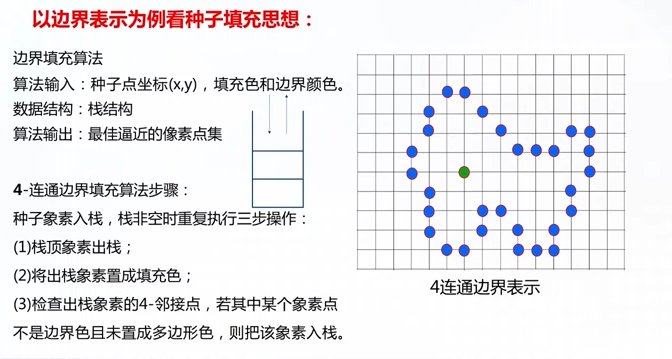 以边界表示为例看种子填充思想：
边界填充算法
算法输入：种子点坐标(x,y)，填充色和边界颜色。
数据结构：栈结构
算法输出：最佳逼近的像素点集
4-连通边界填充算法步骤：
种子象素入栈，栈非空时重复执行三步操作：
(1)栈顶象素出栈；
(2)将出栈象素置成填充色；
(3)检查出栈象素的4-邻接点，若其中某个象素点
不是边界色且未置成多边形色，则把该象素入栈。
4连通边界表示